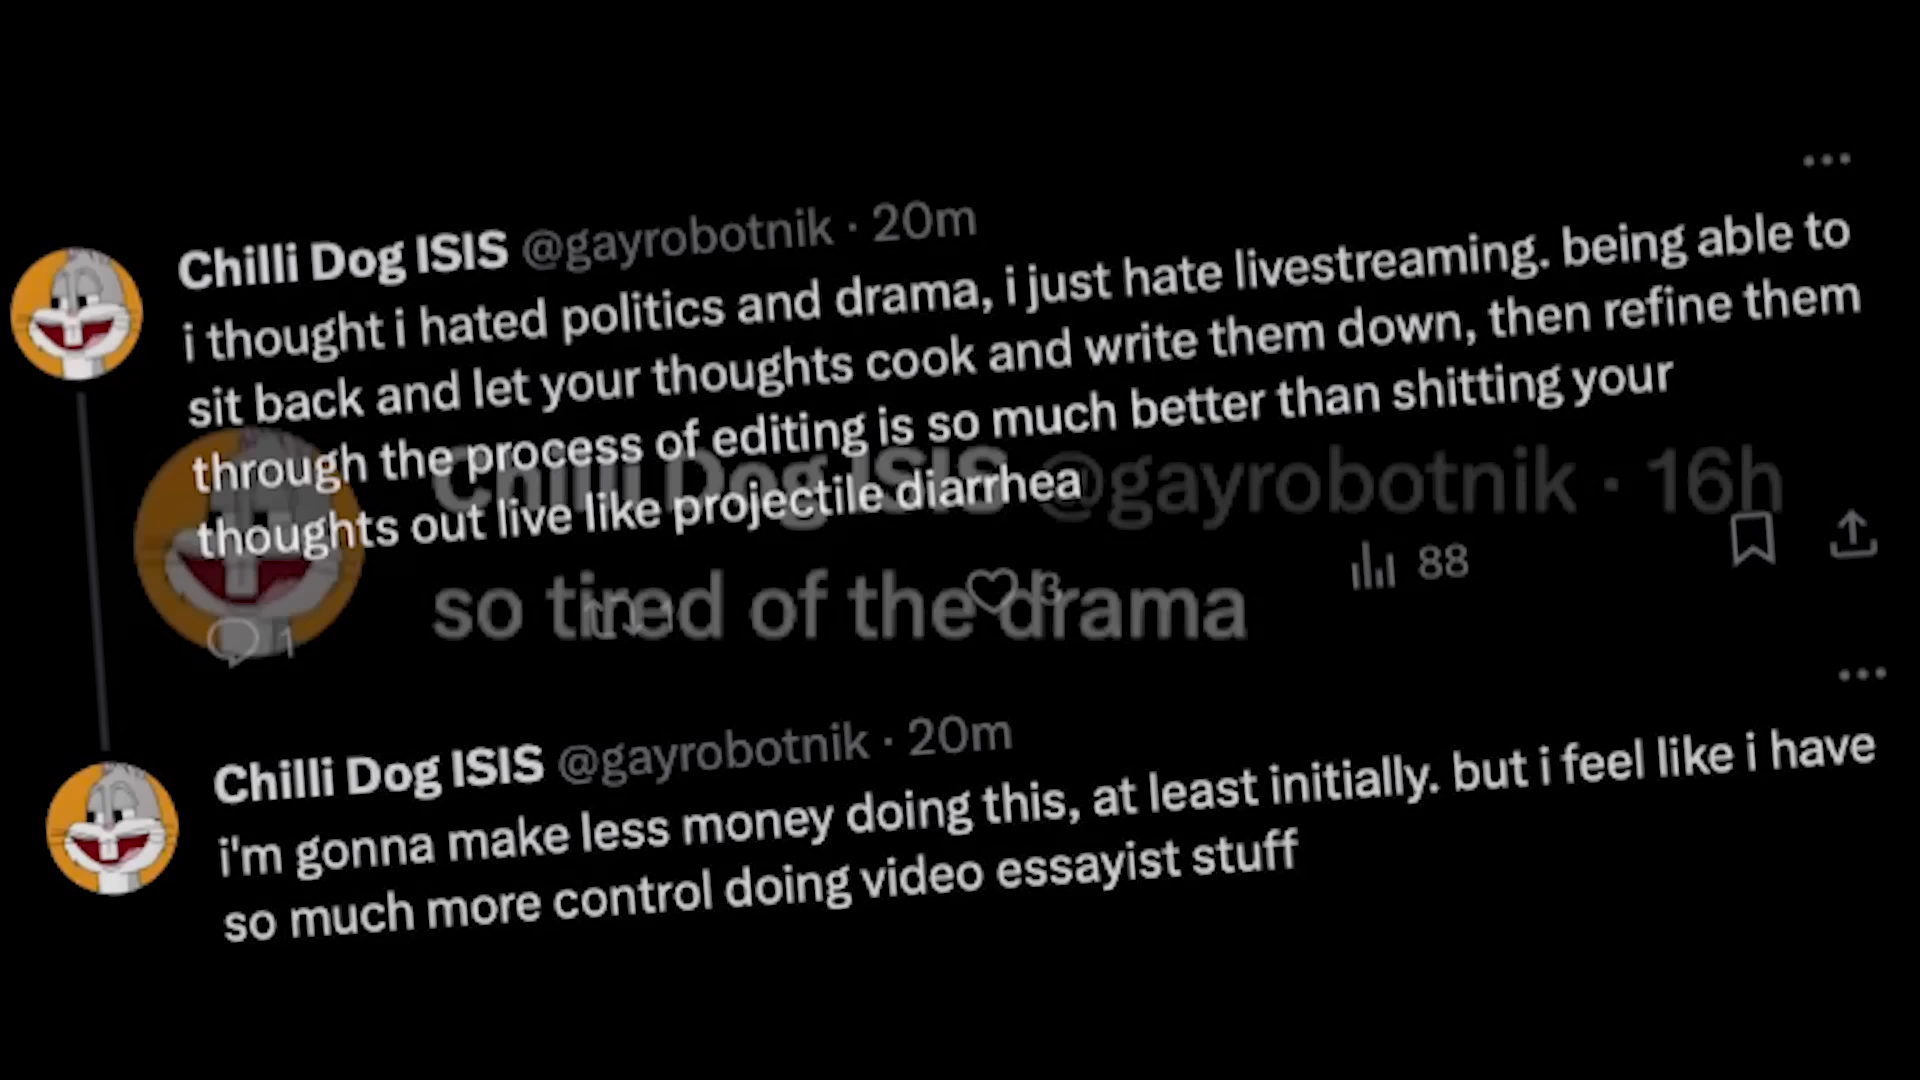 Chilli Dog ISIS @gayrobotnik · 20m
i thought i hated politics and drama, i just hate livestreaming. being able to
sit back and let your thoughts cook and write them down, then refine them
through the process of editing is so much better than shitting your
thoughts out live like projectile diarrhea
Chilli Dog ISIS @gayrobotnik · 16h
so tired of the drama
1 1 3 88
Chilli Dog ISIS @gayrobotnik · 20m
i'm gonna make less money doing this, at least initially. but i feel like i have
so much more control doing video essayist stuff